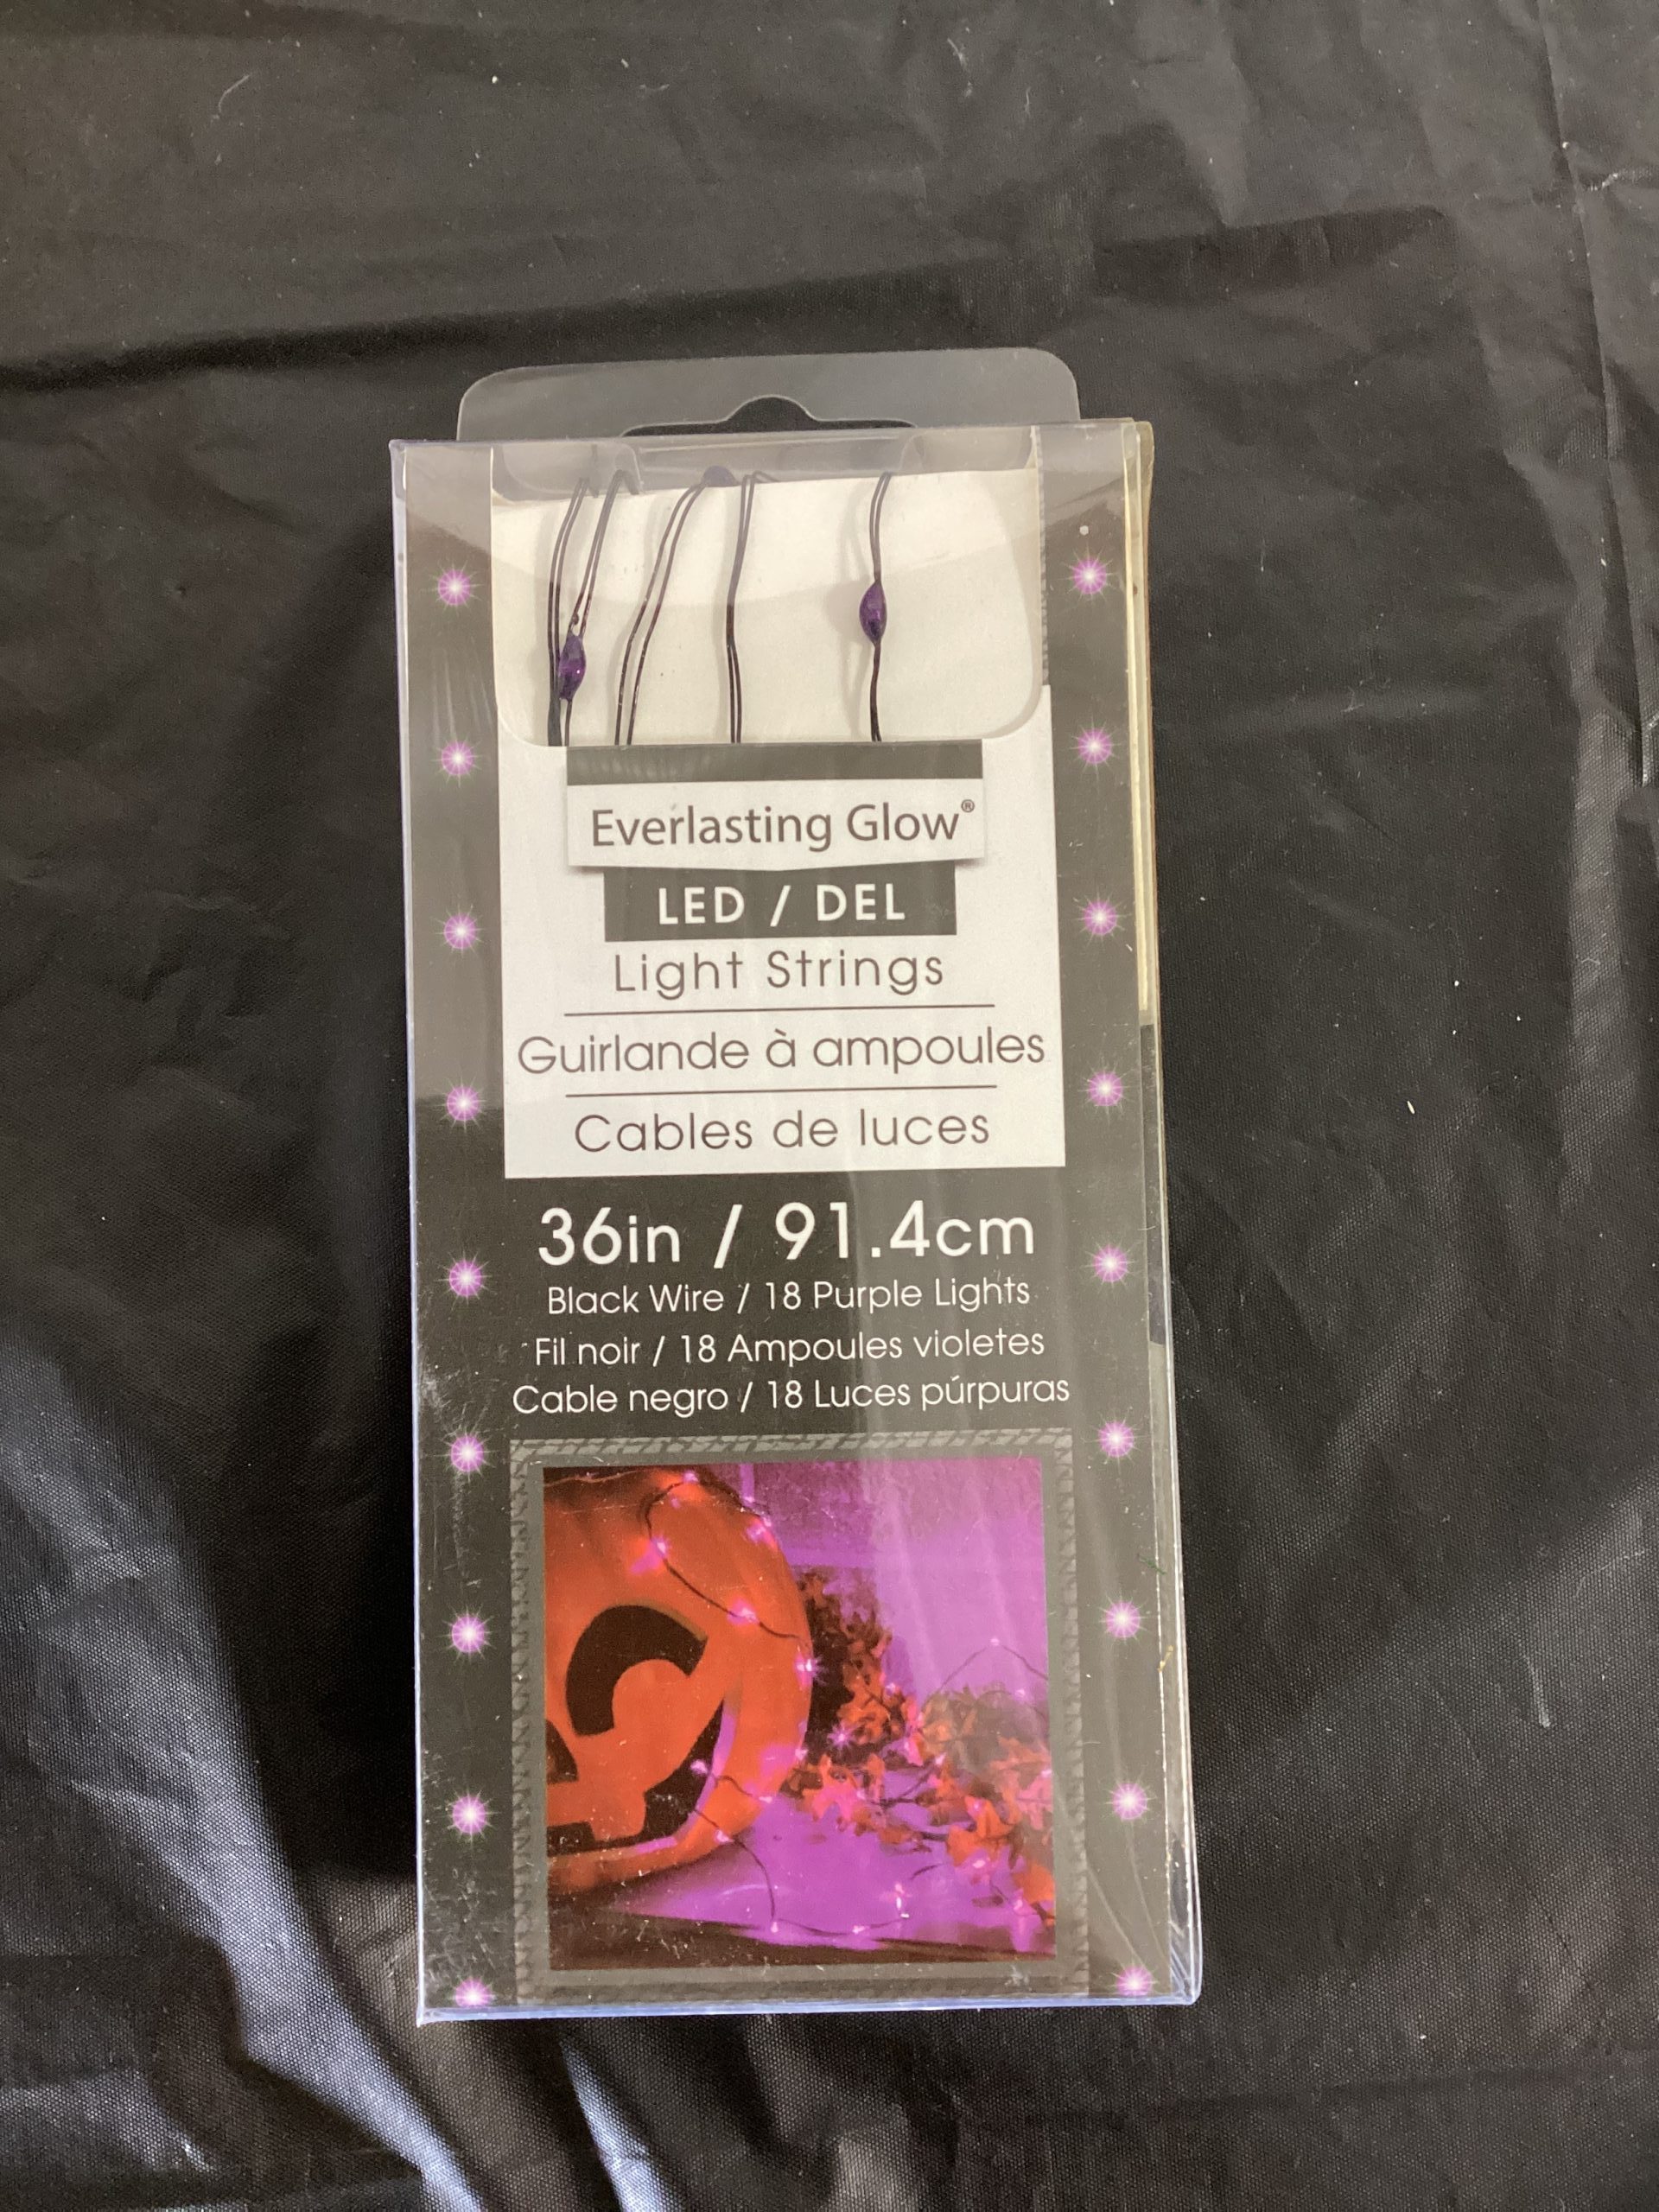 Everlasting Glow®
LED / DEL
Light Strings
Guirlande à ampoules
Cables de luces
36in / 91.4cm
Black Wire / 18 Purple Lights
Fil noir / 18 Ampoules violetes
Cable negro / 18 Luces púrpuras